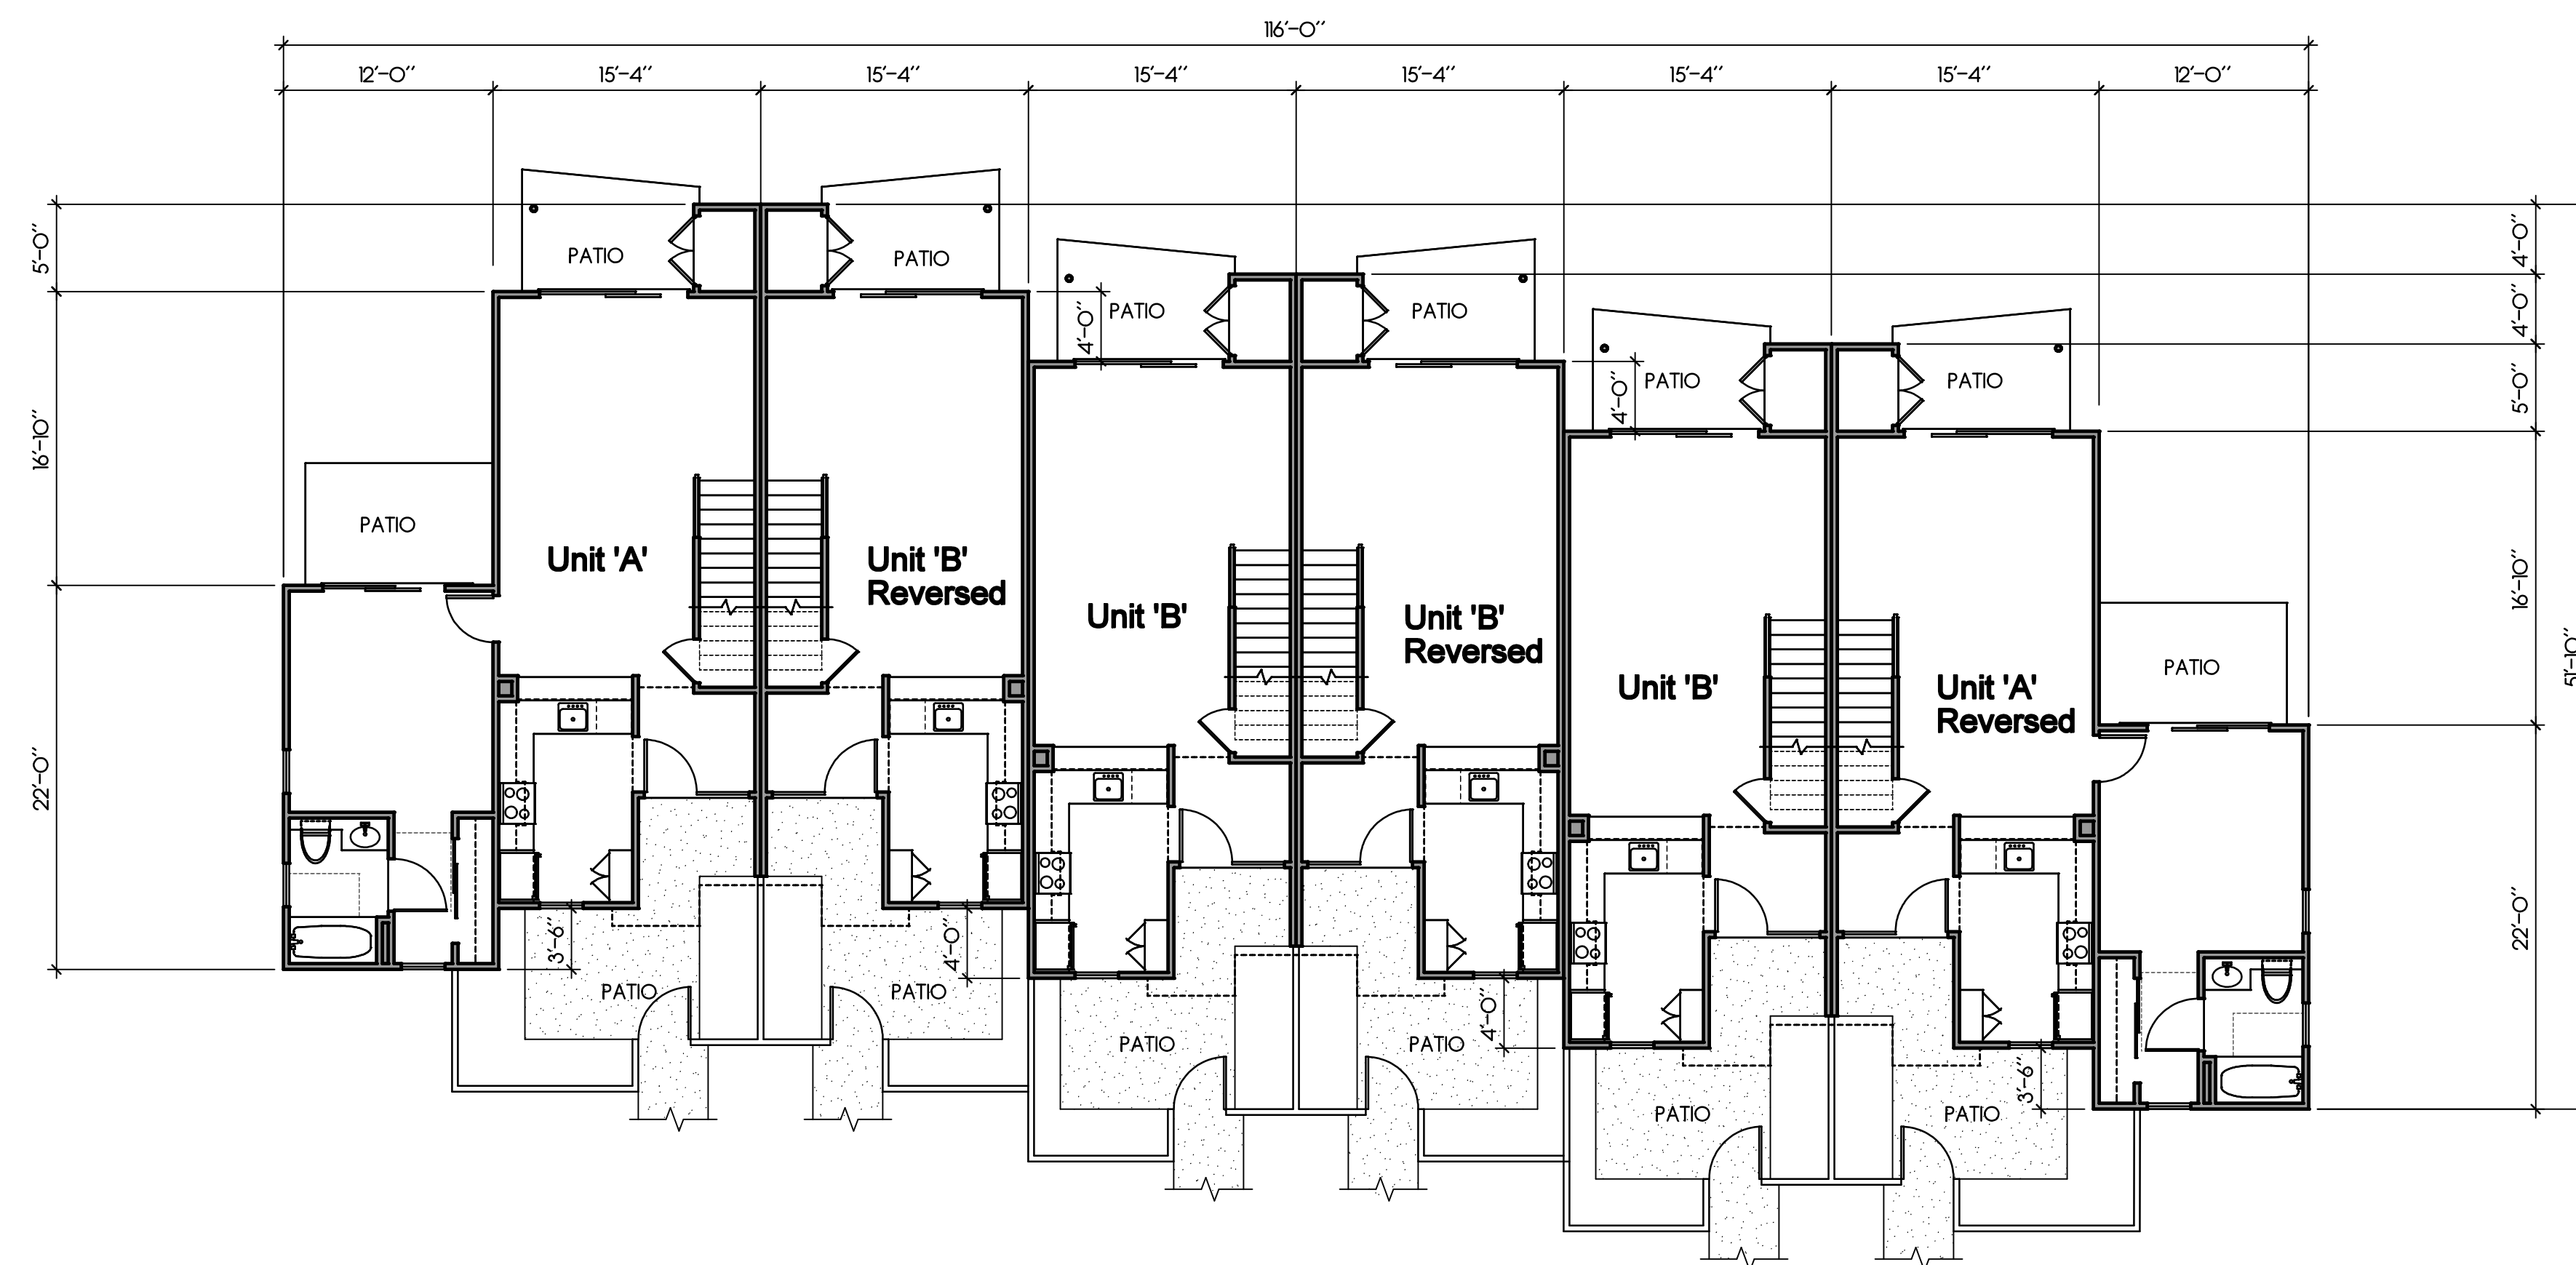 116'-0"
12'-0"
15'-4"
15'-4"
15'-4"
15'-4"
15'-4"
15'-4"
12'-0"
5'-0"
16'-10"
22'-0"
4'-0"
4'-0"
5'-0"
16'-10"
22'-0"
51'-10"
PATIO
PATIO
PATIO
PATIO
PATIO
PATIO
4'-0"
4'-0"
PATIO
PATIO
Unit 'A'
Unit 'B'
Reversed
Unit 'B'
Unit 'B'
Reversed
Unit 'B'
Unit 'A'
Reversed
3'-6"
4'-0"
4'-0"
3'-6"
PATIO
PATIO
PATIO
PATIO
PATIO
PATIO